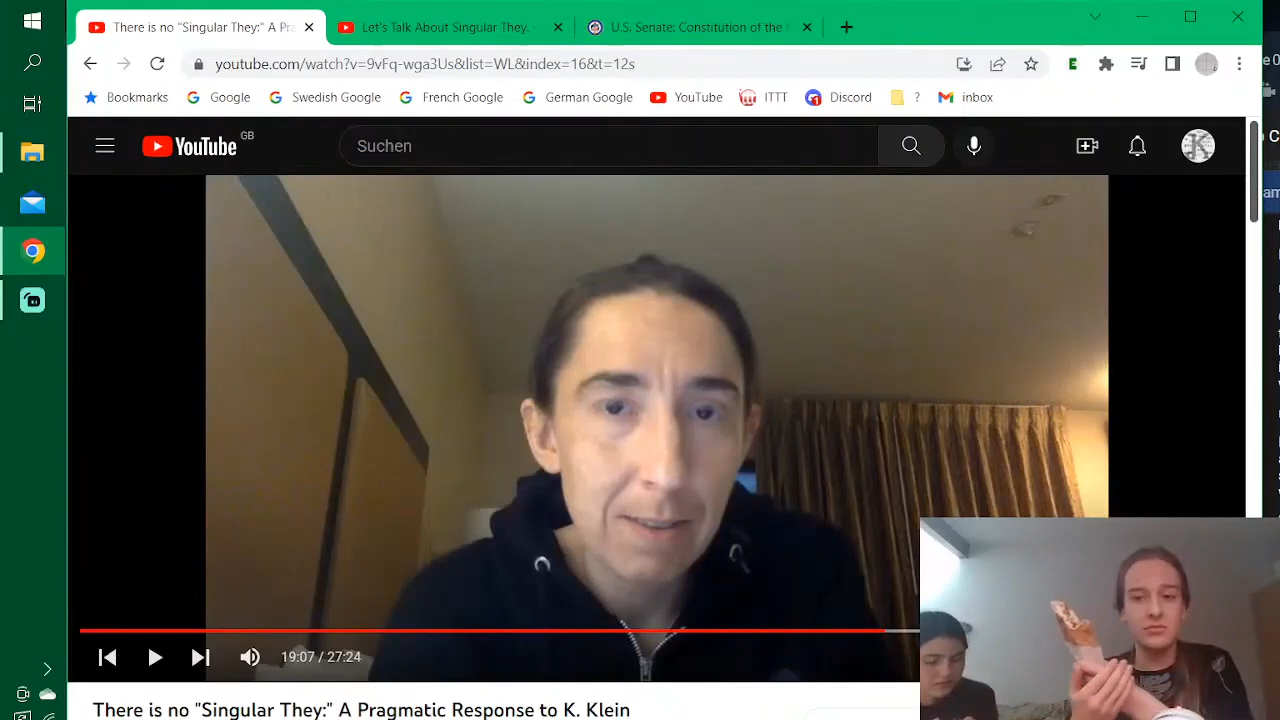 There is no "Singular They:" A Pra
Let's Talk About Singular They.
U.S. Senate: Constitution of the
youtube.com/watch?v=9vFq-wga3Us&list=WL&index=16&t=12s
Bookmarks Google Swedish Google French Google German Google YouTube ITTT Discord ? inbox
YouTube GB
Suchen
19:07 / 27:24
There is no "Singular They:" A Pragmatic Response to K. Klein